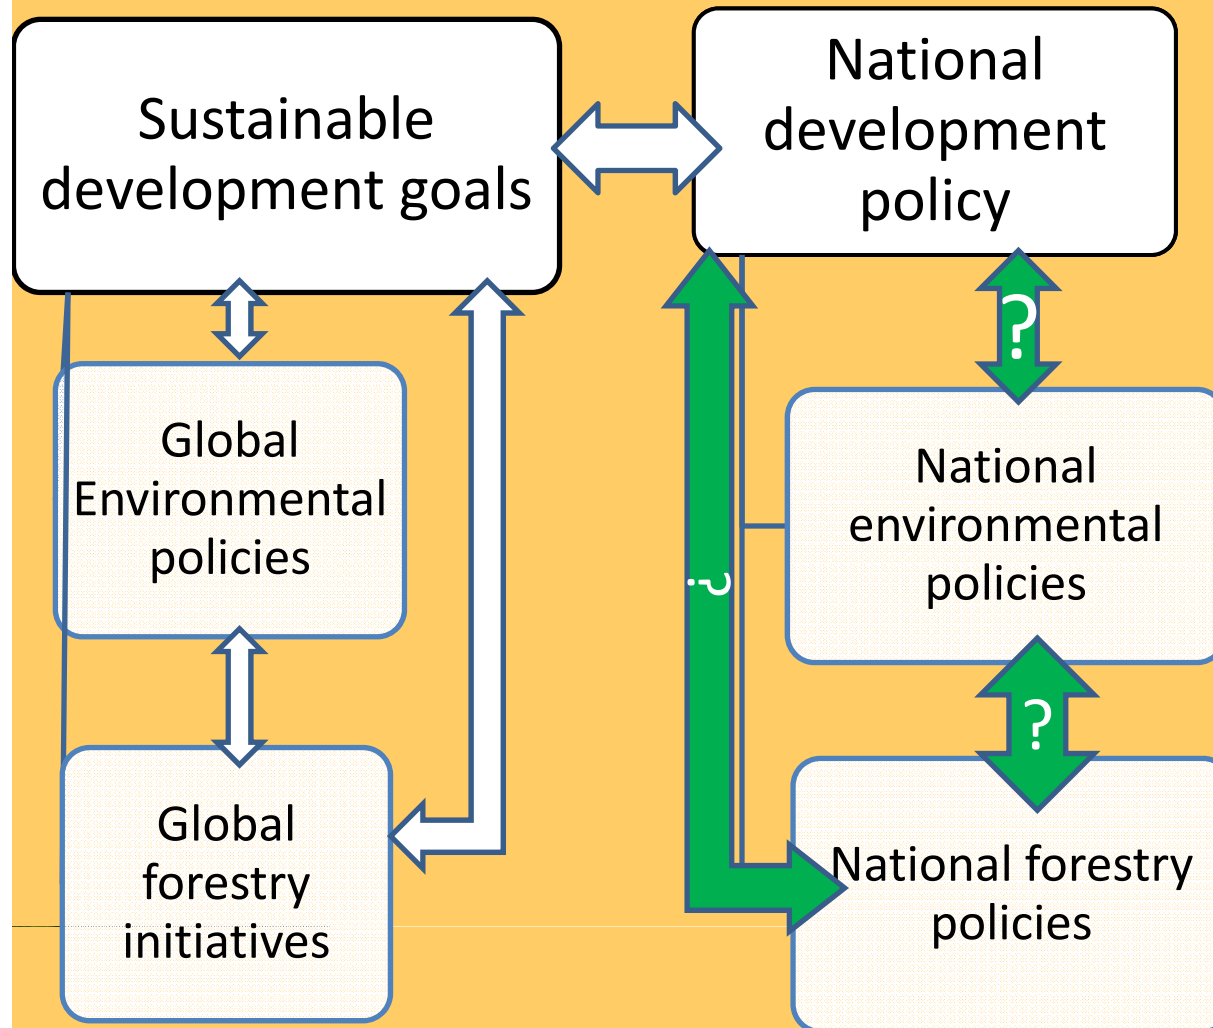 Sustainable
development goals
National
development
policy
?
Global
Environmental
policies
National
environmental
policies
?
?
Global
forestry
initiatives
National forestry
policies